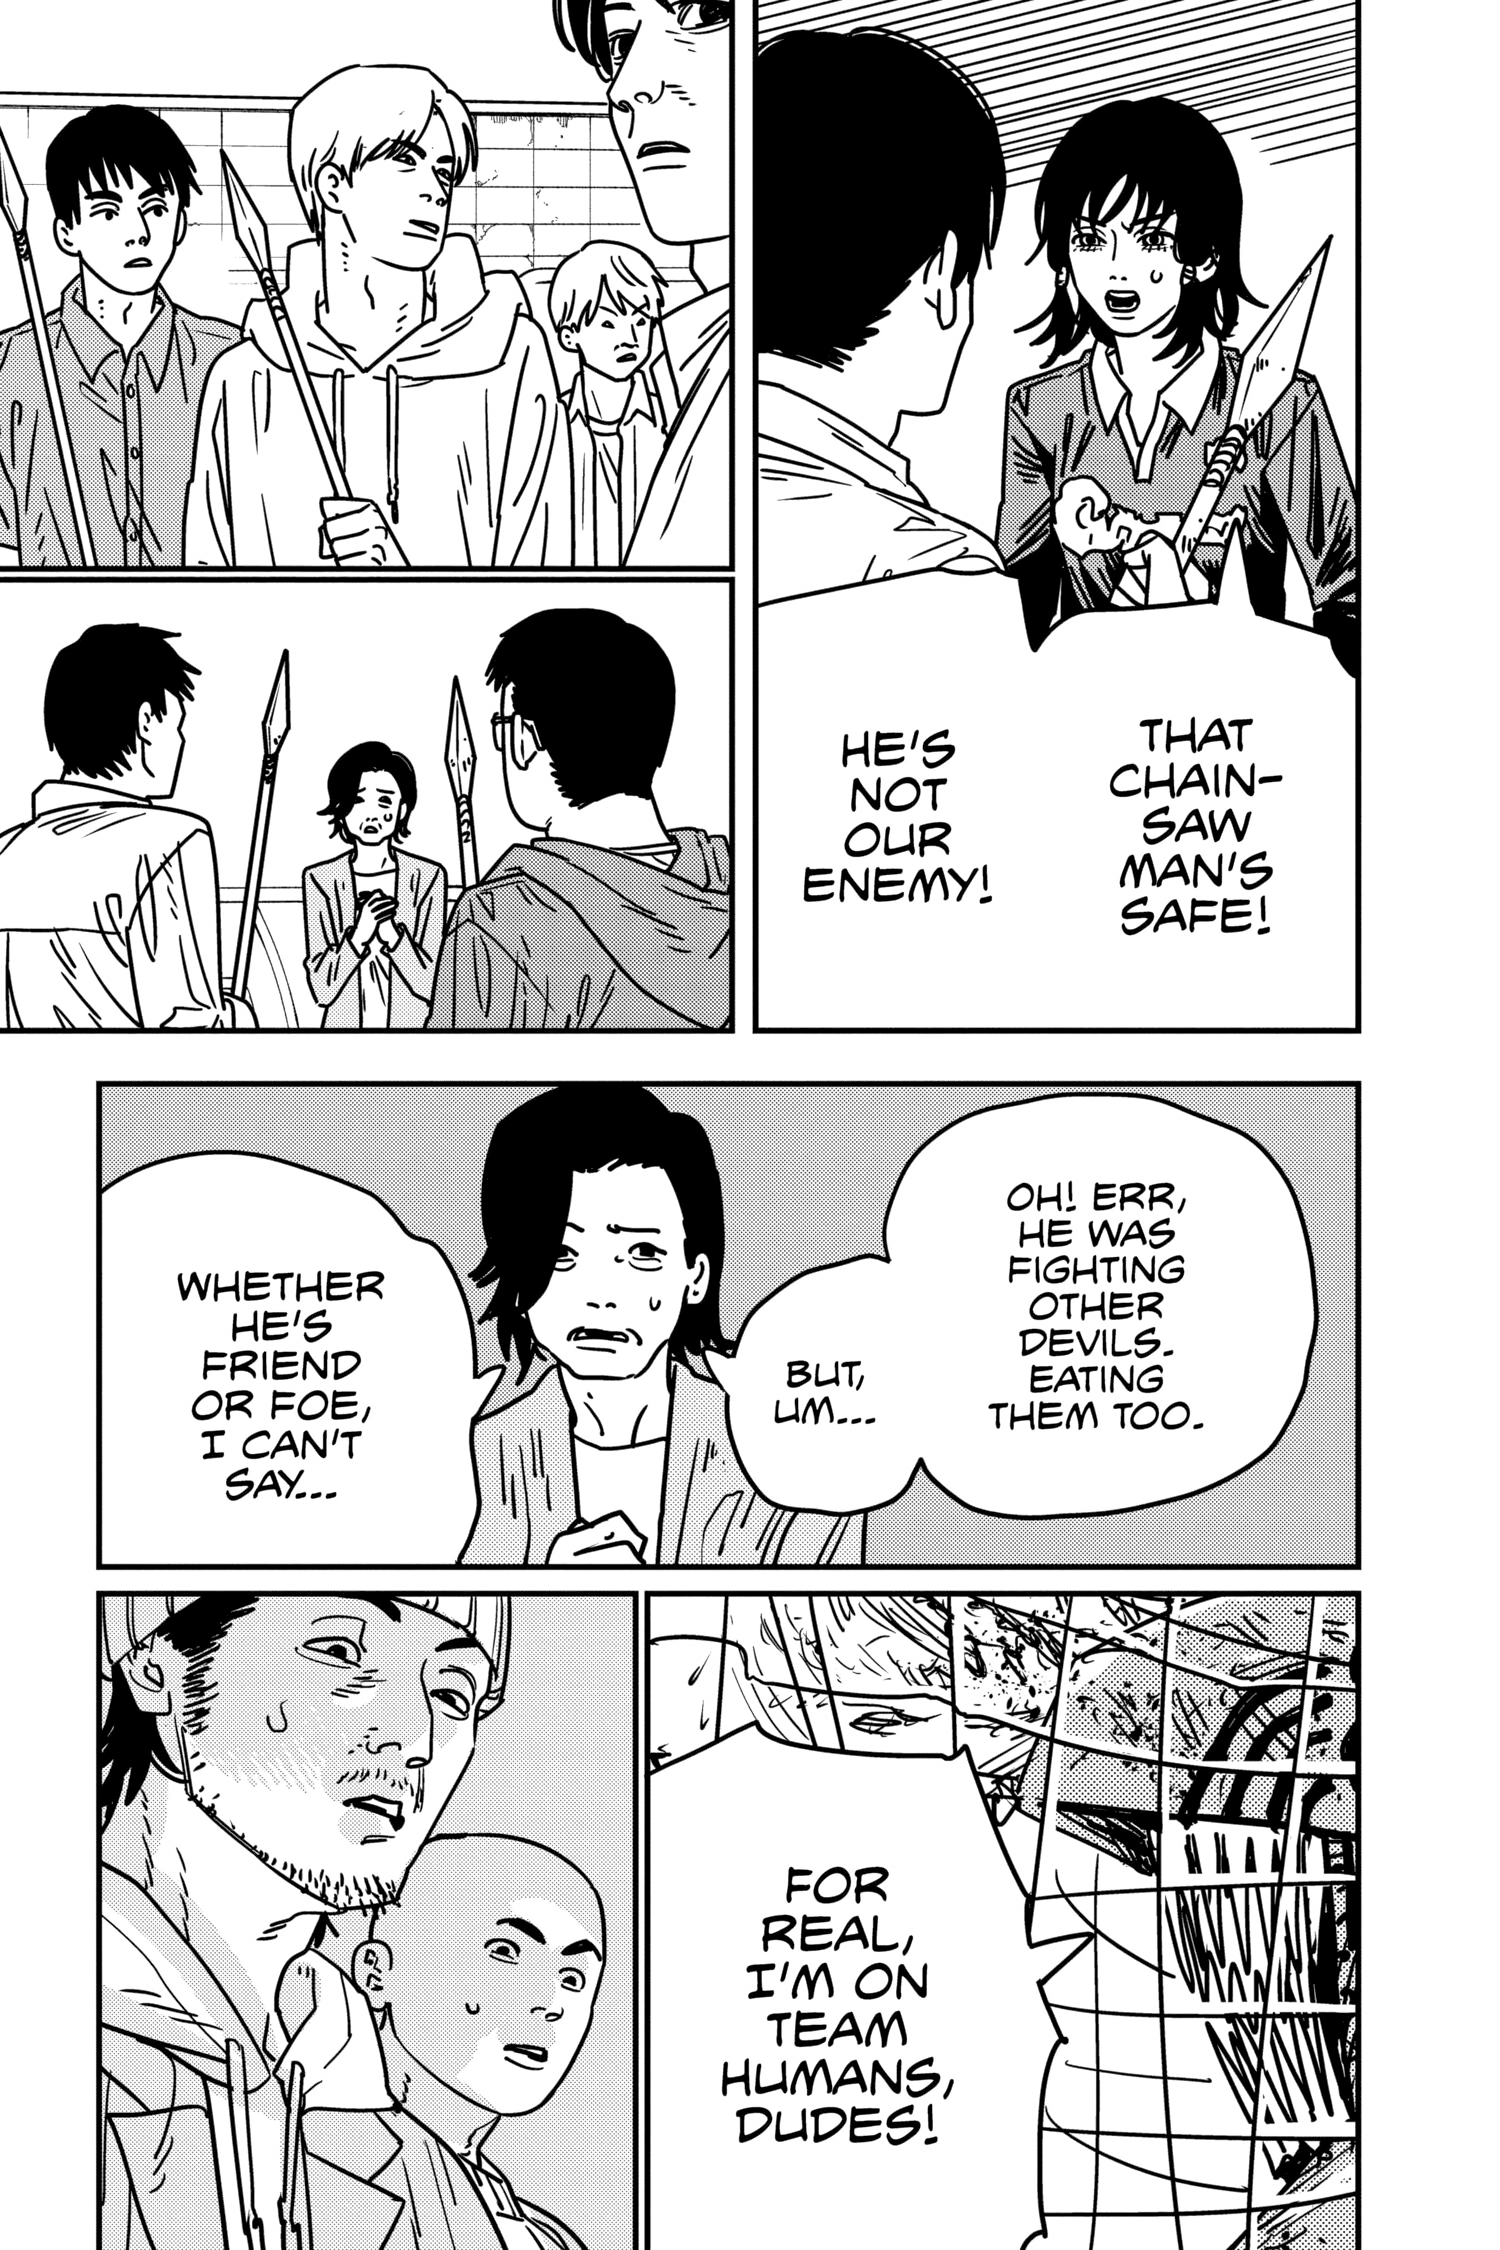 THAT
CHAIN-
SAW
MAN'S
SAFE!
HE'S
NOT
OUR
ENEMY!
OH! ERR,
HE WAS
FIGHTING
OTHER
DEVILS.
EATING
THEM TOO.
BUT,
UM...
WHETHER
HE'S
FRIEND
OR FOE,
I CAN'T
SAY...
FOR
REAL,
I'M ON
TEAM
HUMANS,
DUDES!